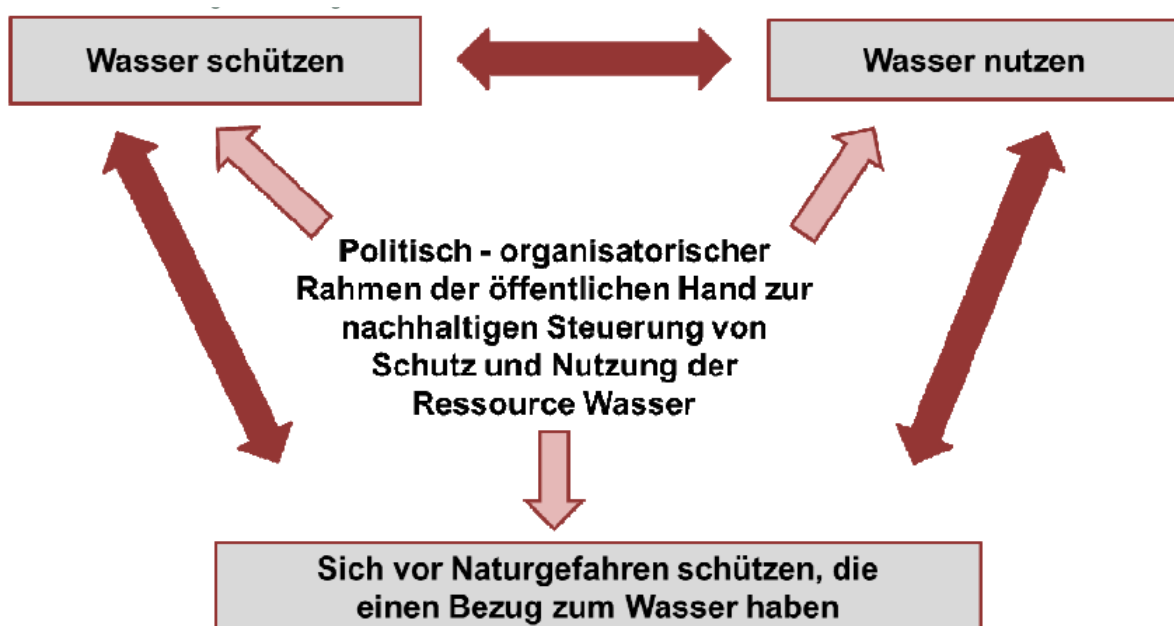 Wasser schützen
Wasser nutzen
Politisch - organisatorischer
Rahmen der öffentlichen Hand zur
nachhaltigen Steuerung von
Schutz und Nutzung der
Ressource Wasser
Sich vor Naturgefahren schützen, die
einen Bezug zum Wasser haben